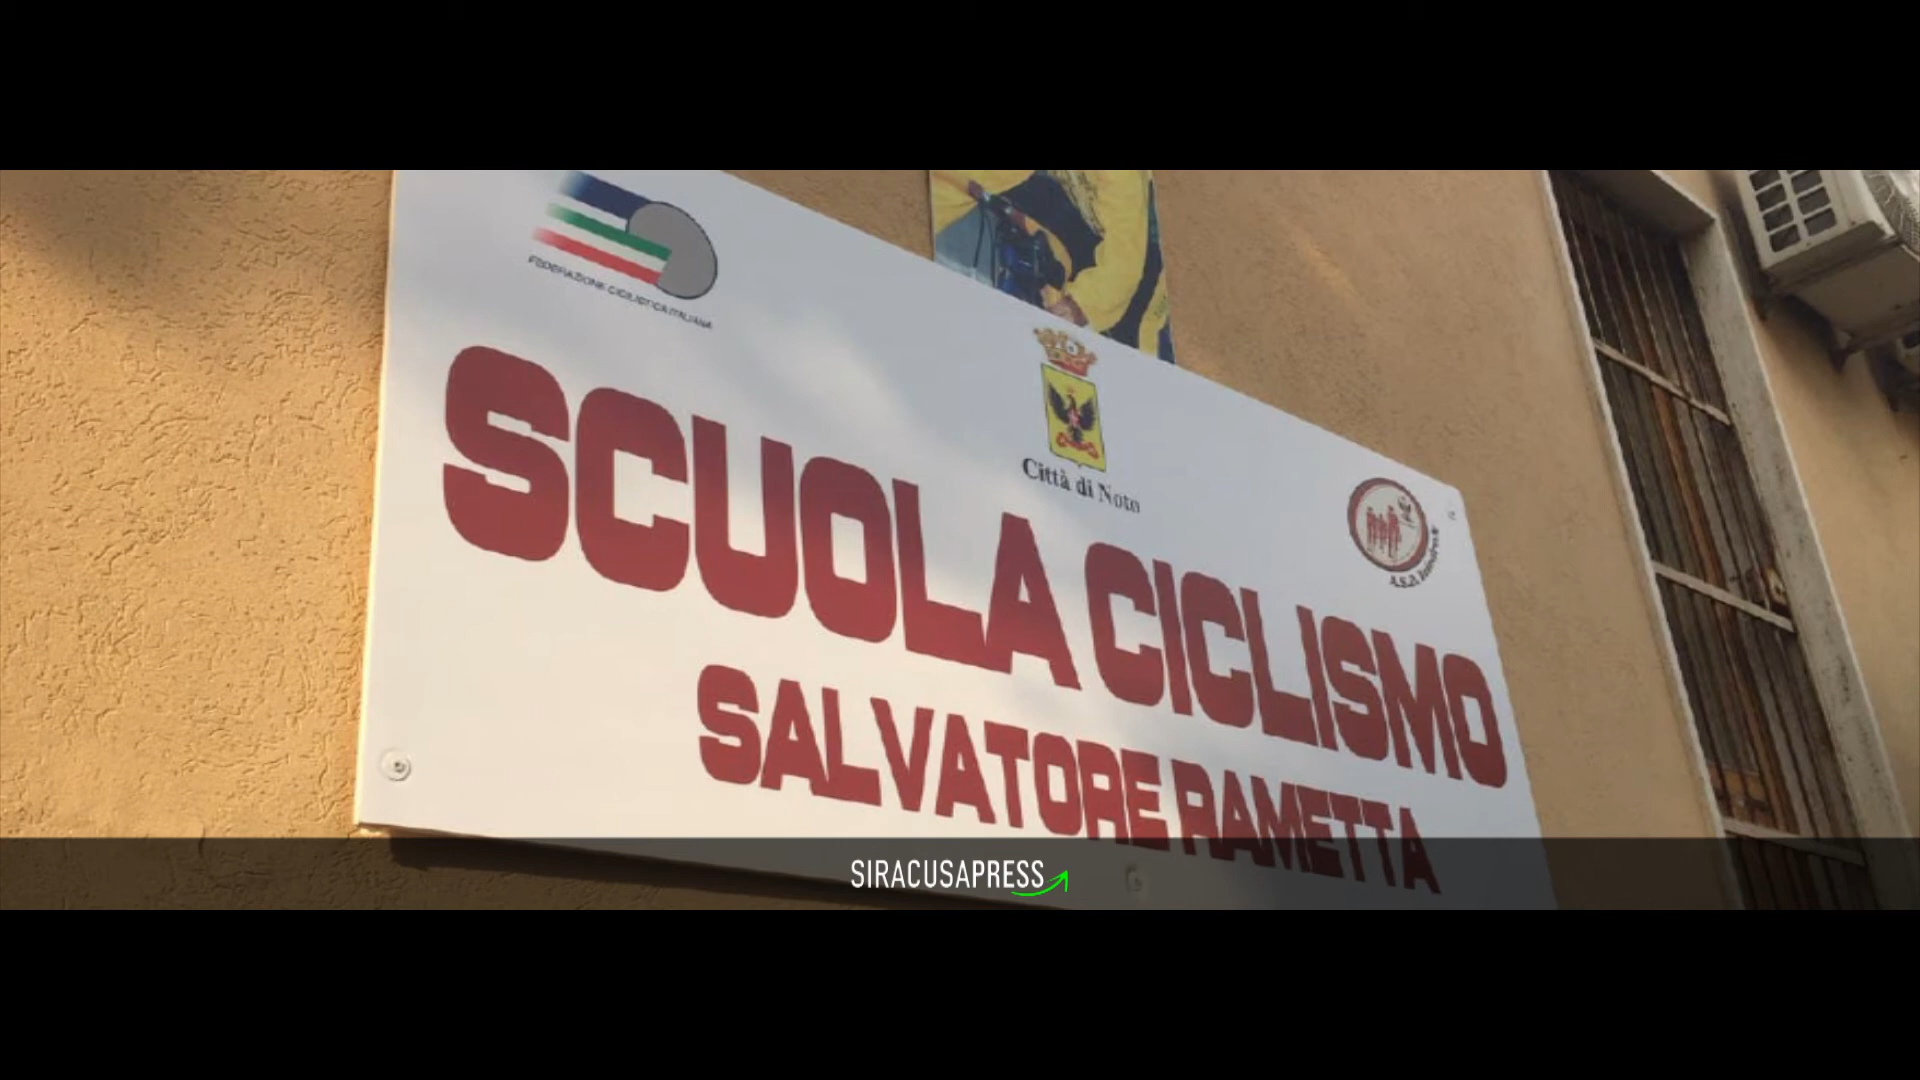 FEDERAZIONE CICLISTICA ITALIANA
Città di Noto
A.S.D.
SCUOLA CICLISMO
SALVATORE RAMETTA
SIRACUSAPRESS